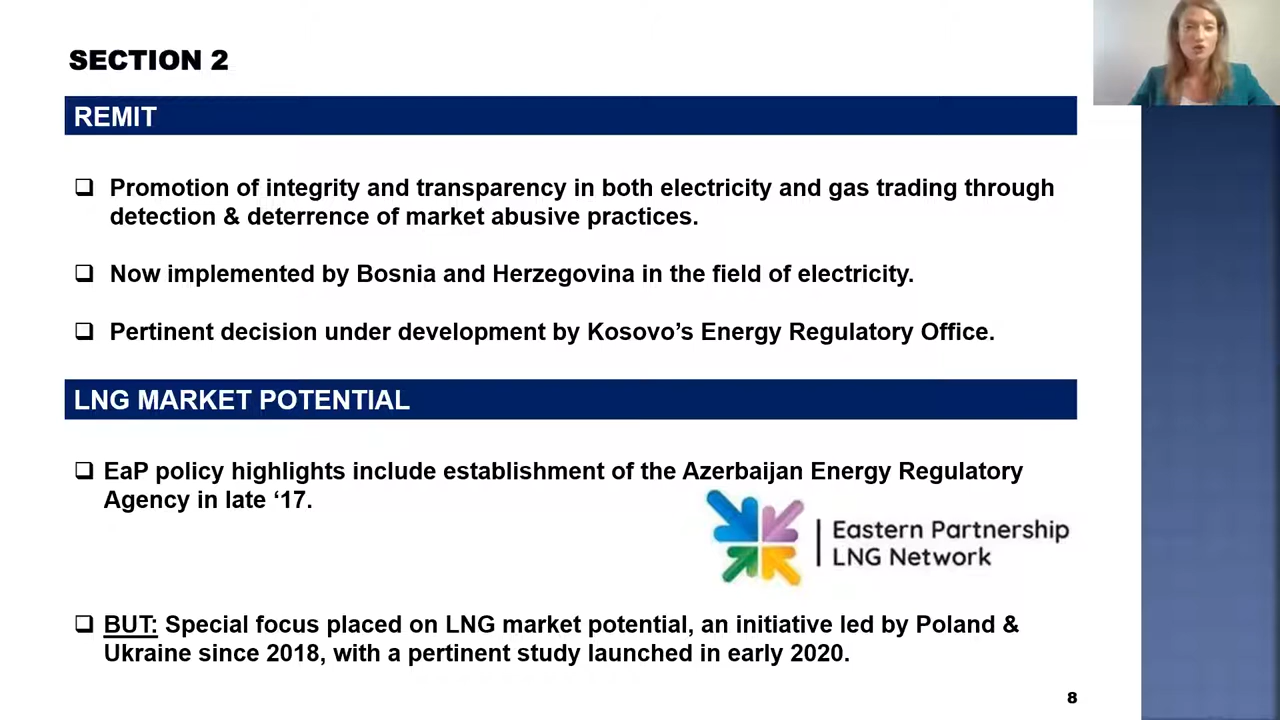 SECTION 2
REMIT
❑ Promotion of integrity and transparency in both electricity and gas trading through
detection & deterrence of market abusive practices.
❑ Now implemented by Bosnia and Herzegovina in the field of electricity.
❑ Pertinent decision under development by Kosovo’s Energy Regulatory Office.
LNG MARKET POTENTIAL
❑ EaP policy highlights include establishment of the Azerbaijan Energy Regulatory
Agency in late ‘17.
Eastern Partnership
LNG Network
❑ BUT: Special focus placed on LNG market potential, an initiative led by Poland &
Ukraine since 2018, with a pertinent study launched in early 2020.
8